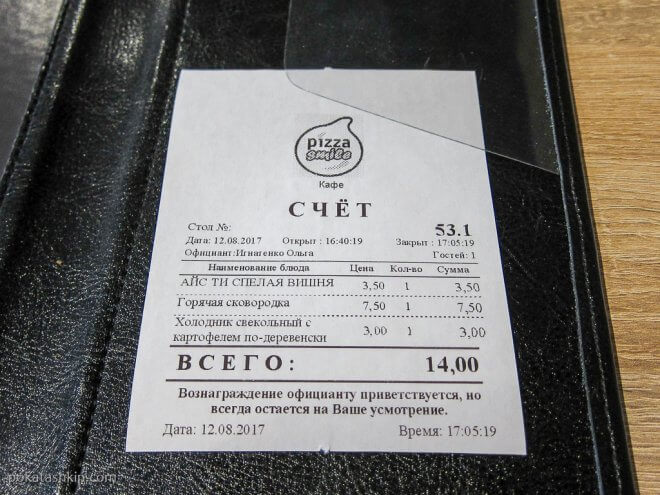 pizza
smile
Кафе
СЧЁТ
Стол №: 53.1
Дата: 12.08.2017 Открыт : 16:40:19 Закрыт : 17:05:19
Официант:Игнатенко Ольга Гостей: 1
Наименование блюда Цена Кол-во Сумма
АЙС ТИ СПЕЛАЯ ВИШНЯ 3,50 1 3,50
Горячая сковородка 7,50 1 7,50
Холодник свекольный с
картофелем по-деревенски 3,00 1 3,00
ВСЕГО: 14,00
Вознаграждение официанту приветствуется, но
всегда остается на Ваше усмотрение.
Дата: 12.08.2017 Время: 17:05:19
pokatashkin.com